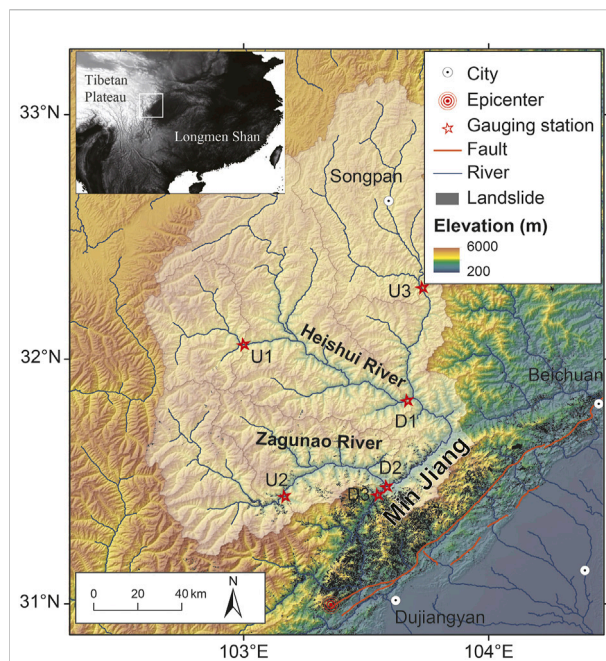 Tibetan
Plateau
Longmen Shan
City
Epicenter
Gauging station
Fault
River
Landslide
Elevation (m)
6000
200
33°N
Songpan
U3
Heishui River
32°N
U1
Beichuan
D1
Zagunao River
U2
D2
D3
Min Jiang
N
0 20 40 km
31°N
Dujiangyan
103°E
104°E